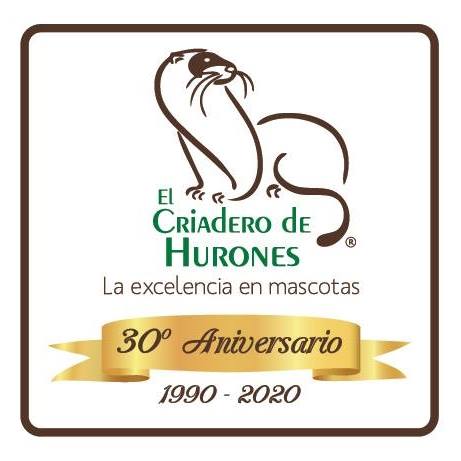 El
Criadero de
Hurones
®
La excelencia en mascotas
30º Aniversario
1990 - 2020